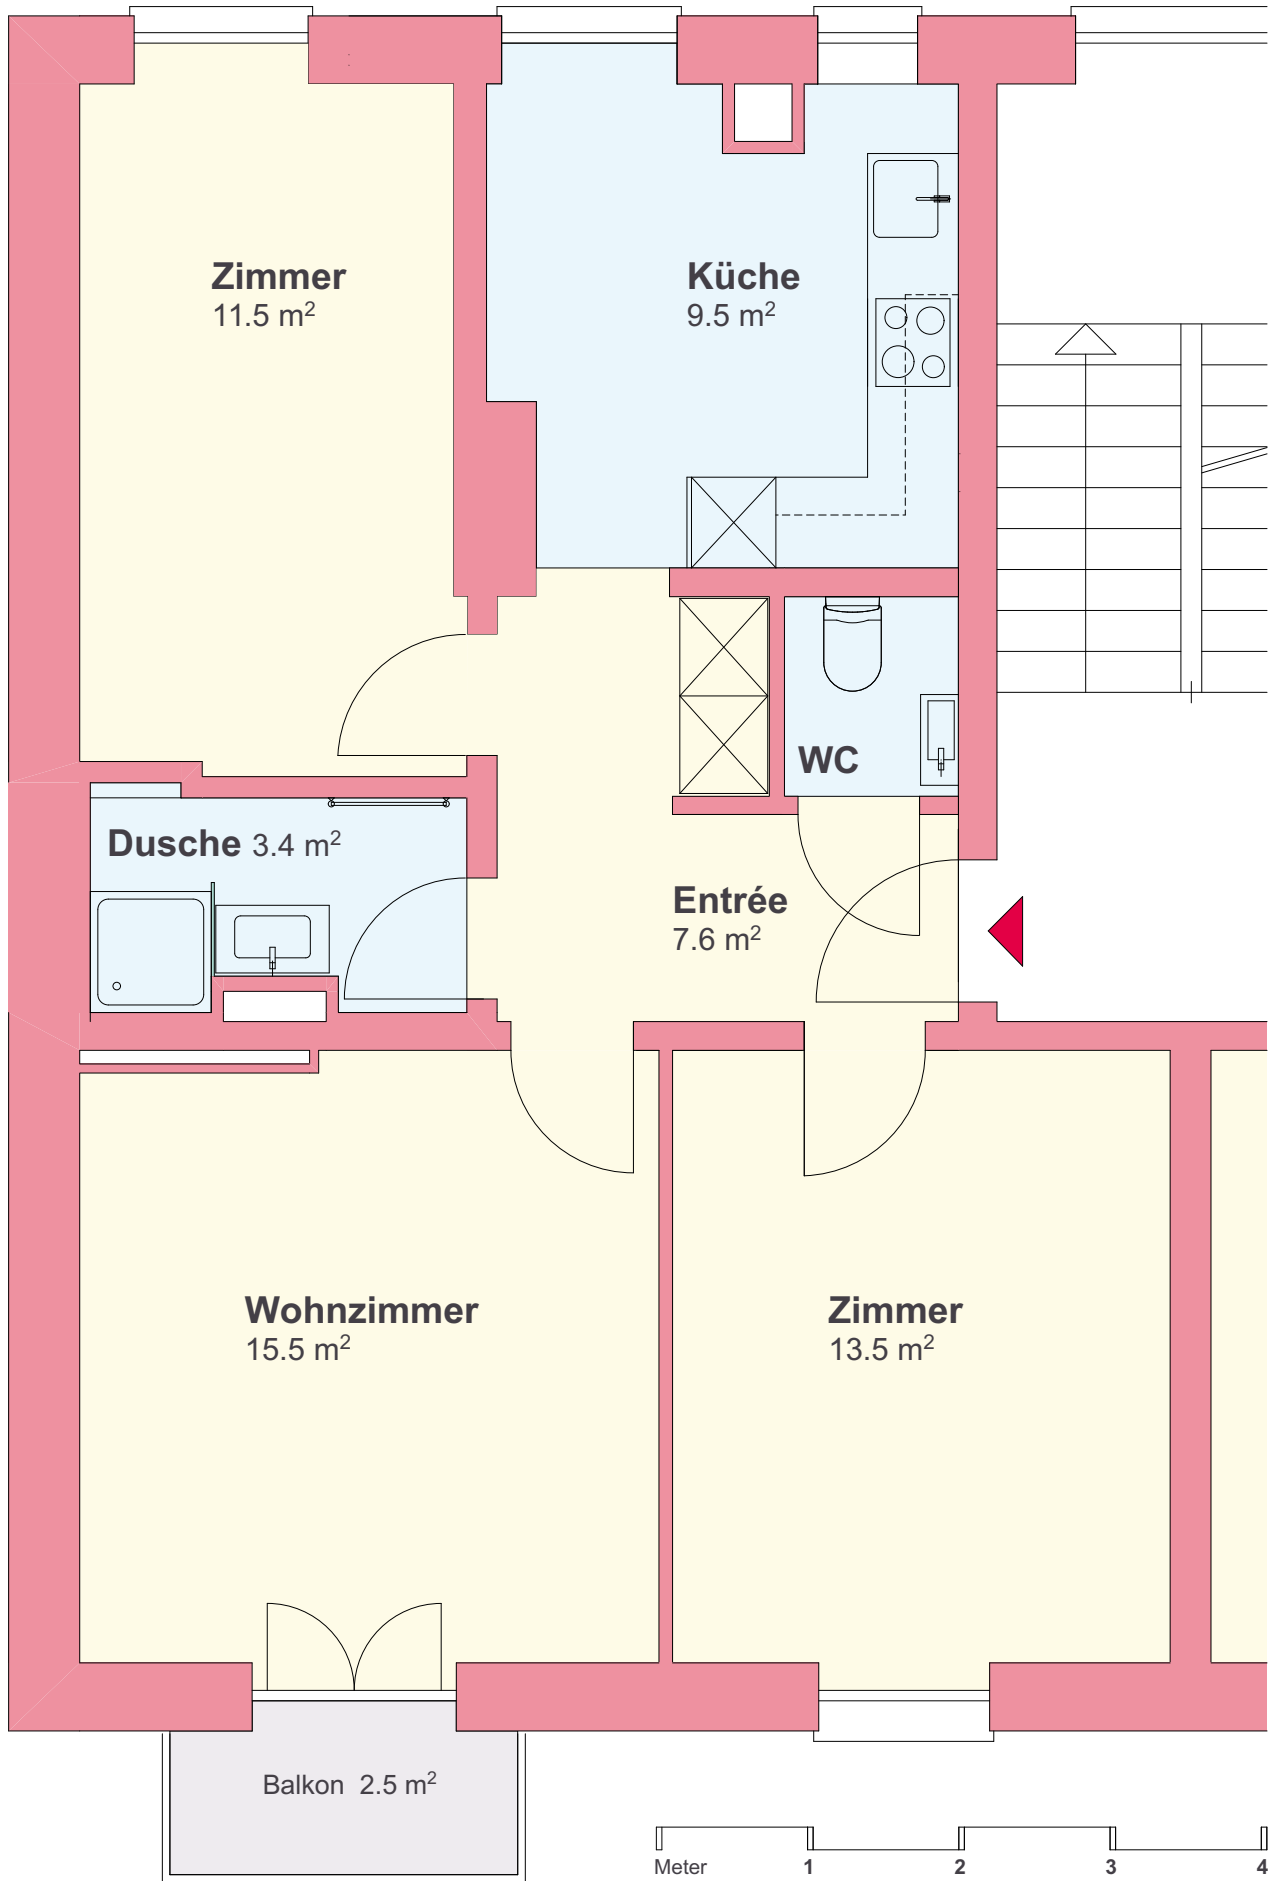 Zimmer
11.5 m²
Küche
9.5 m²
WC
Dusche 3.4 m²
Entrée
7.6 m²
Wohnzimmer
15.5 m²
Zimmer
13.5 m²
Balkon 2.5 m²
Meter 1 2 3 4